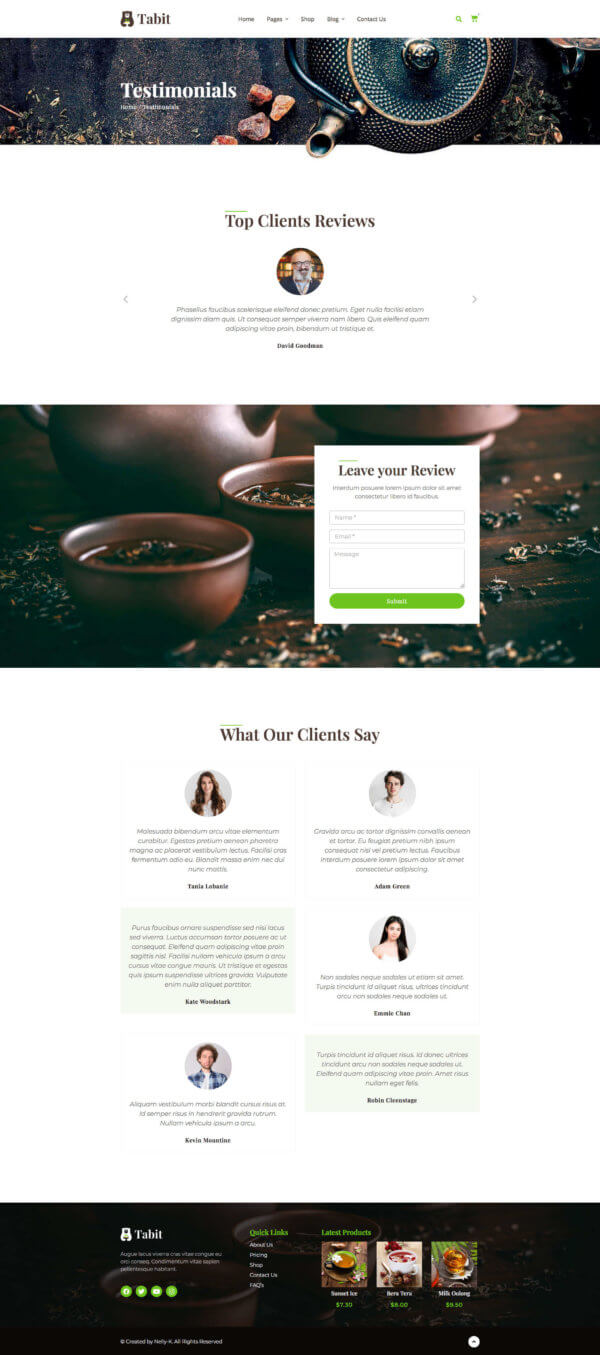 Tabit
Home Pages Shop Blog Contact Us
Testimonials
Home / Testimonials
Top Clients Reviews
Phasellus faucibus scelerisque eleifend donec pretium. Eget nulla facilisi etiam
dignissim diam quis. Ut consequat semper viverra nam libero. Quis eleifend quam
adipiscing vitae proin, bibendum ut tristique et.
David Goodman
Leave your Review
Interdum posuere lorem ipsum dolor sit amet
consectetur libero id faucibus.
Name *
Email *
Message
Submit
What Our Clients Say
Malesuada bibendum arcu vitae elementum
curabitur. Egestas pretium aenean pharetra
magna ac placerat vestibulum lectus. Facilisi cras
fermentum odio eu. Blandit massa enim nec dui
nunc mattis.
Tania Lobanie
Gravida arcu ac tortor dignissim convallis aenean
et tortor. Eu feugiat pretium nibh ipsum
consequat nisl vel pretium lectus. Faucibus
interdum posuere lorem ipsum dolor sit amet
consectetur adipiscing.
Adam Green
Purus faucibus ornare suspendisse sed nisi lacus
sed viverra. Luctus accumsan tortor posuere ac ut
consequat. Eleifend quam adipiscing vitae proin
sagittis nisl. Facilisi nullam vehicula ipsum a arcu
cursus vitae congue mauris. Ut tristique et egestas
quis ipsum suspendisse ultrices gravida. Vulputate
enim nulla aliquet porttitor.
Kate Woodstark
Non sodales neque sodales ut etiam sit amet.
Turpis tincidunt id aliquet risus, ultrices tincidunt
arcu non sodales neque sodales ut.
Emmie Chan
Aliquam vestibulum morbi blandit cursus risus at.
Id semper risus in hendrerit gravida rutrum.
Nullam vehicula ipsum a arcu.
Kevin Mountine
Turpis tincidunt id aliquet risus. Id donec ultrices
tincidunt arcu non sodales neque sodales ut.
Eleifend quam adipiscing vitae proin. Amet risus
nullam eget felis.
Robin Cleenstage
Tabit
Augue lacus viverra cras vitae congue eu
orci conseq. Condimentum vitae sapien
pellentesque habitant.
Quick Links
About Us
Pricing
Shop
Contact Us
FAQ's
Latest Products
Sunset Ice
$7.30
Beru Tera
$8.00
Milk Oolong
$9.50
© Created by Nelly-K. All Rights Reserved